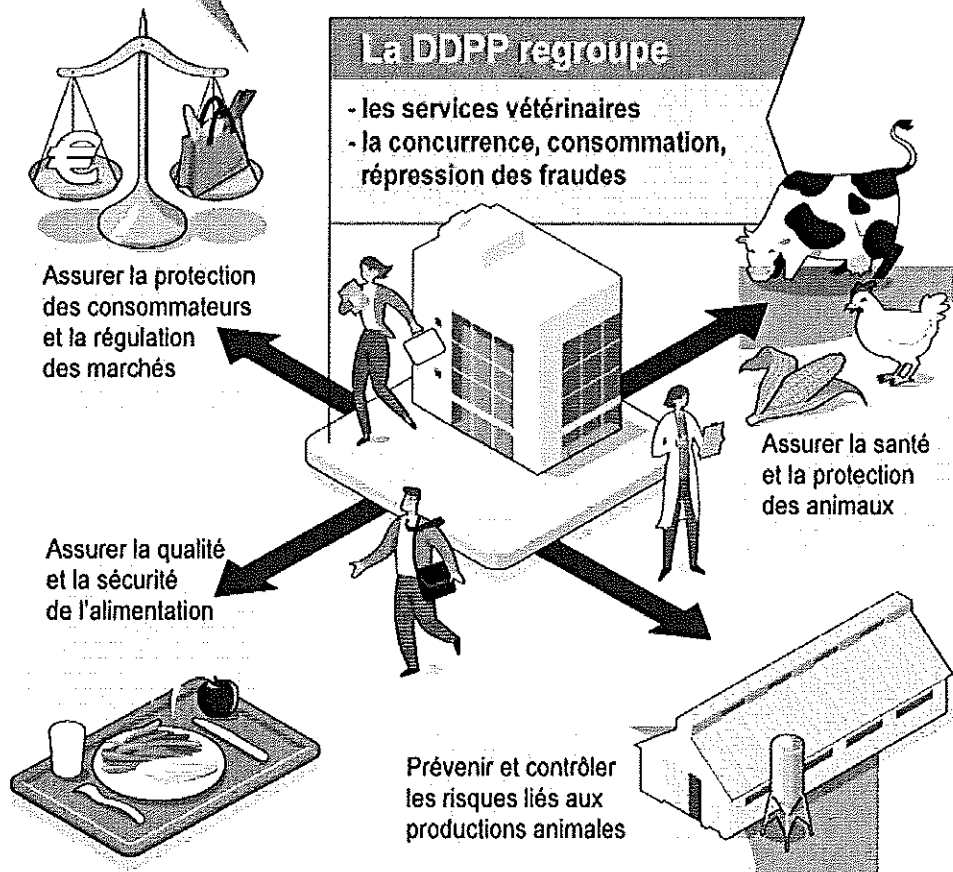 La DDPP regroupe
- les services vétérinaires
- la concurrence, consommation,
répression des fraudes
Assurer la protection
des consommateurs
et la régulation
des marchés
Assurer la santé
et la protection
des animaux
Assurer la qualité
et la sécurité
de l'alimentation
Prévenir et contrôler
les risques liés aux
productions animales
€